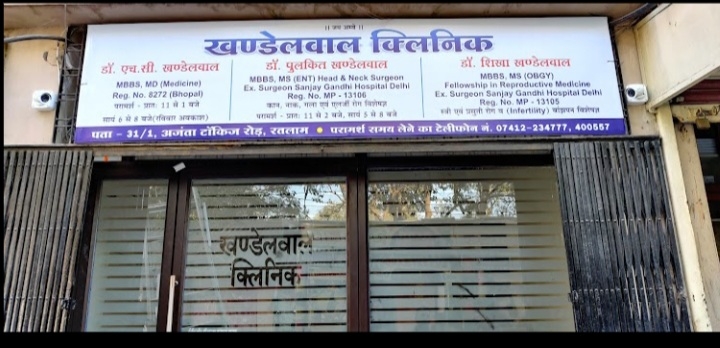 ।। जय अम्बे ।।
खण्डेलवाल क्लिनिक
डॉ. एच.सी. खण्डेलवाल
MBBS, MD (Medicine)
Reg. No. 8272 (Bhopal)
परामर्श - प्रातः 11 से 1 बजे
सायं 6 से 8 बजे(रविवार अवकाश)
डॉ. पुलकित खण्डेलवाल
MBBS, MS (ENT) Head & Neck Surgeon
Ex. Surgeon Sanjay Gandhi Hospital Delhi
Reg. No. MP - 13106
कान, नाक, गला एवं एलर्जी रोग विशेषज्ञ
परामर्श - प्रातः 11 से 2 बजे, सायं 5 से 8 बजे
डॉ. शिखा खण्डेलवाल
MBBS, MS (OBGY)
Fellowship in Reproductive Medicine
Ex. Surgeon Sanjay Gandhi Hospital Delhi
Reg. No. MP - 13105
स्त्री एवं प्रसुती रोग व (Infertility) बांझपन विशेषज्ञ
पता - 31/1, अजंता टॉकिज रोड़, रतलाम • परामर्श समय लेने का टेलीफोन नं. 07412-234777, 400557
खण्डेलवाल
क्लिनिक